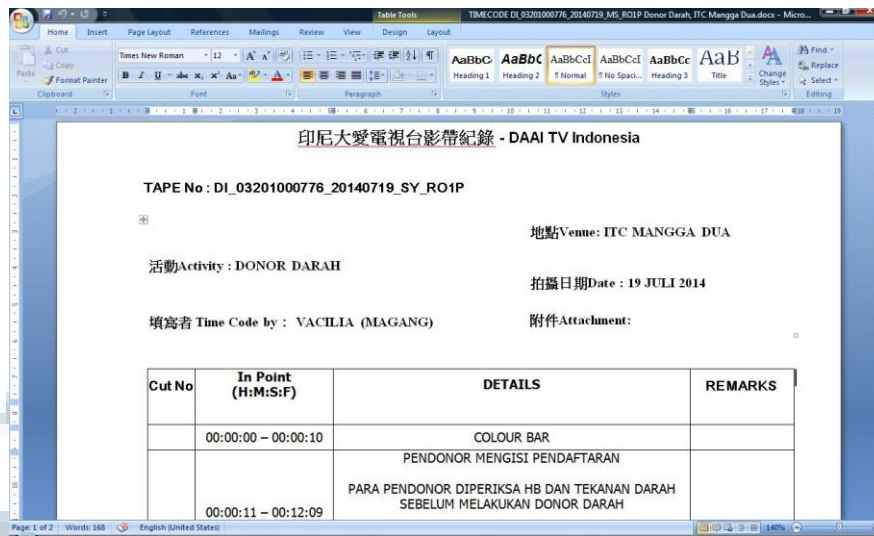 Table Tools
TIMECODE DI_03201000776_20140719_MS_RO1P Donor Darah, ITC Mangga Dua.docx - Micro...
Home Insert Page Layout References Mailings Review View Design Layout
Cut
Copy
Format Painter
Paste
Clipboard
Times New Roman 12
Font
Paragraph
AaBbC AaBbC AaBbCcI AaBbCcI AaBbCc AaB
Heading 1 Heading 2 ¶ Normal ¶ No Spaci... Heading 3 Title
Change Styles
Styles
Find
Replace
Select
Editing
印尼大愛電視台影帶紀錄 - DAAI TV Indonesia
TAPE No : DI_03201000776_20140719_SY_RO1P
地點Venue: ITC MANGGA DUA
活動Activity : DONOR DARAH
拍攝日期Date : 19 JULI 2014
填寫者 Time Code by : VACILIA (MAGANG)
附件Attachment:
Cut No In Point (H:M:S:F) DETAILS REMARKS
00:00:00 – 00:00:10 COLOUR BAR
PENDONOR MENGISI PENDAFTARAN
PARA PENDONOR DIPERIKSA HB DAN TEKANAN DARAH
SEBELUM MELAKUKAN DONOR DARAH
00:00:11 – 00:12:09
Page: 1 of 2 Words: 168 English (United States) 140%